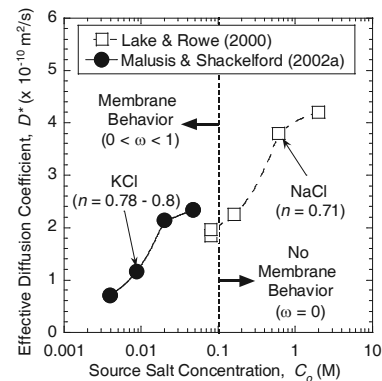 Effective Diffusion Coefficient, D* (x 10⁻¹⁰ m²/s)
6
5
4
3
2
1
0
Lake & Rowe (2000)
Malusis & Shackelford (2002a)
Membrane
Behavior
(0 < ω < 1)
KCl
(n = 0.78 - 0.8)
NaCl
(n = 0.71)
No
Membrane
Behavior
(ω = 0)
0.001 0.01 0.1 1 10
Source Salt Concentration, Cₒ (M)